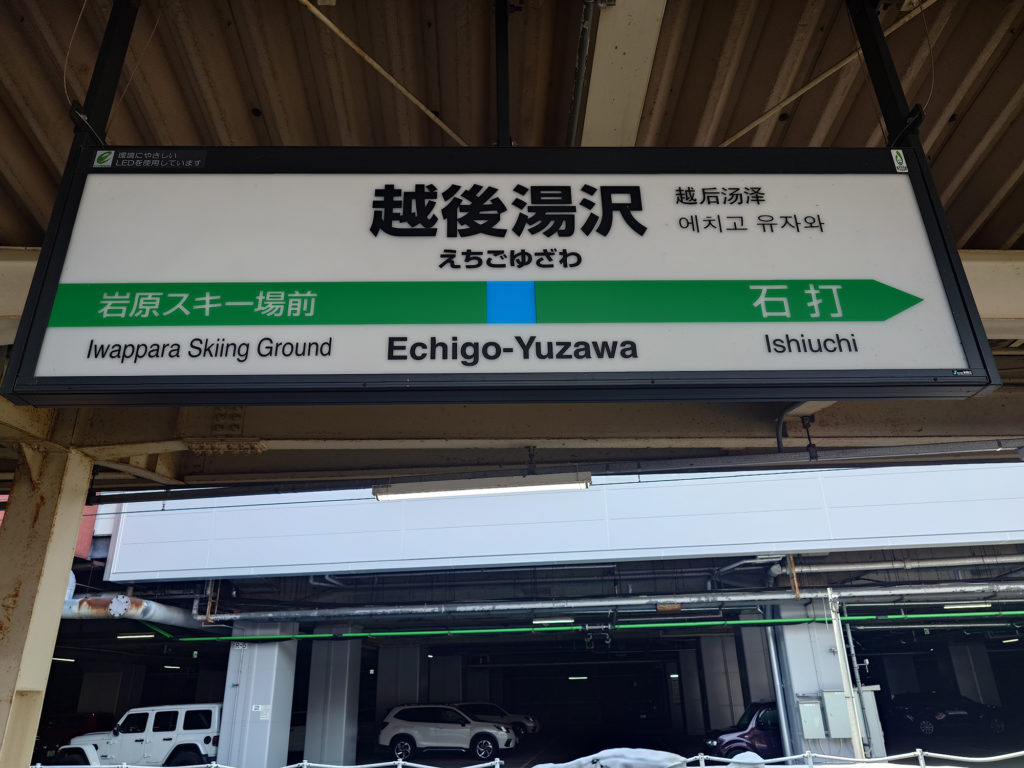 環境にやさしい
LEDを使用しています
越後湯沢
越后汤泽
에치고 유자와
えちごゆざわ
岩原スキー場前
石打
Iwappara Skiing Ground
Echigo-Yuzawa
Ishiuchi